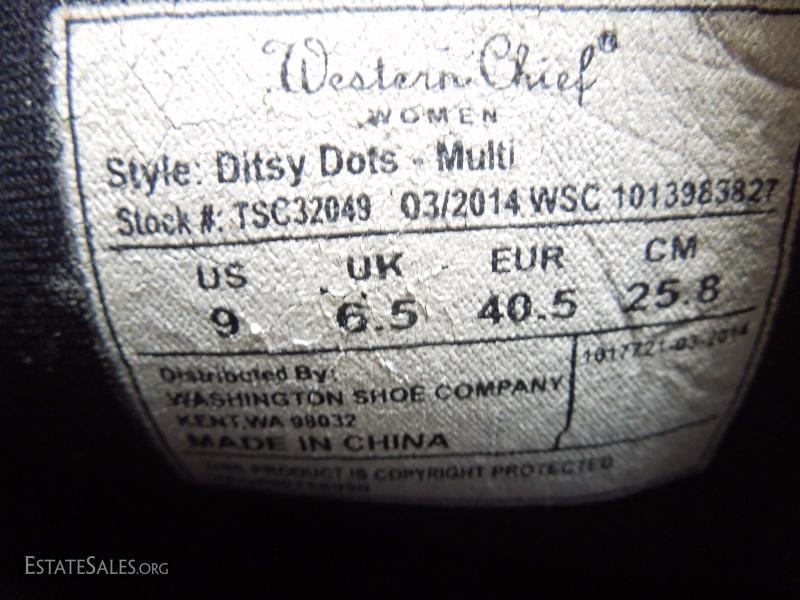 Western Chief®
WOMEN
Style: Ditsy Dots - Multi
Stock #: TSC32049 03/2014 WSC 1013983827
US UK EUR CM
9 6.5 40.5 25.8
Distributed By:
WASHINGTON SHOE COMPANY
KENT, WA 98032
MADE IN CHINA
1017721-03-2014
THIS PRODUCT IS COPYRIGHT PROTECTED
ESTATESALES.ORG